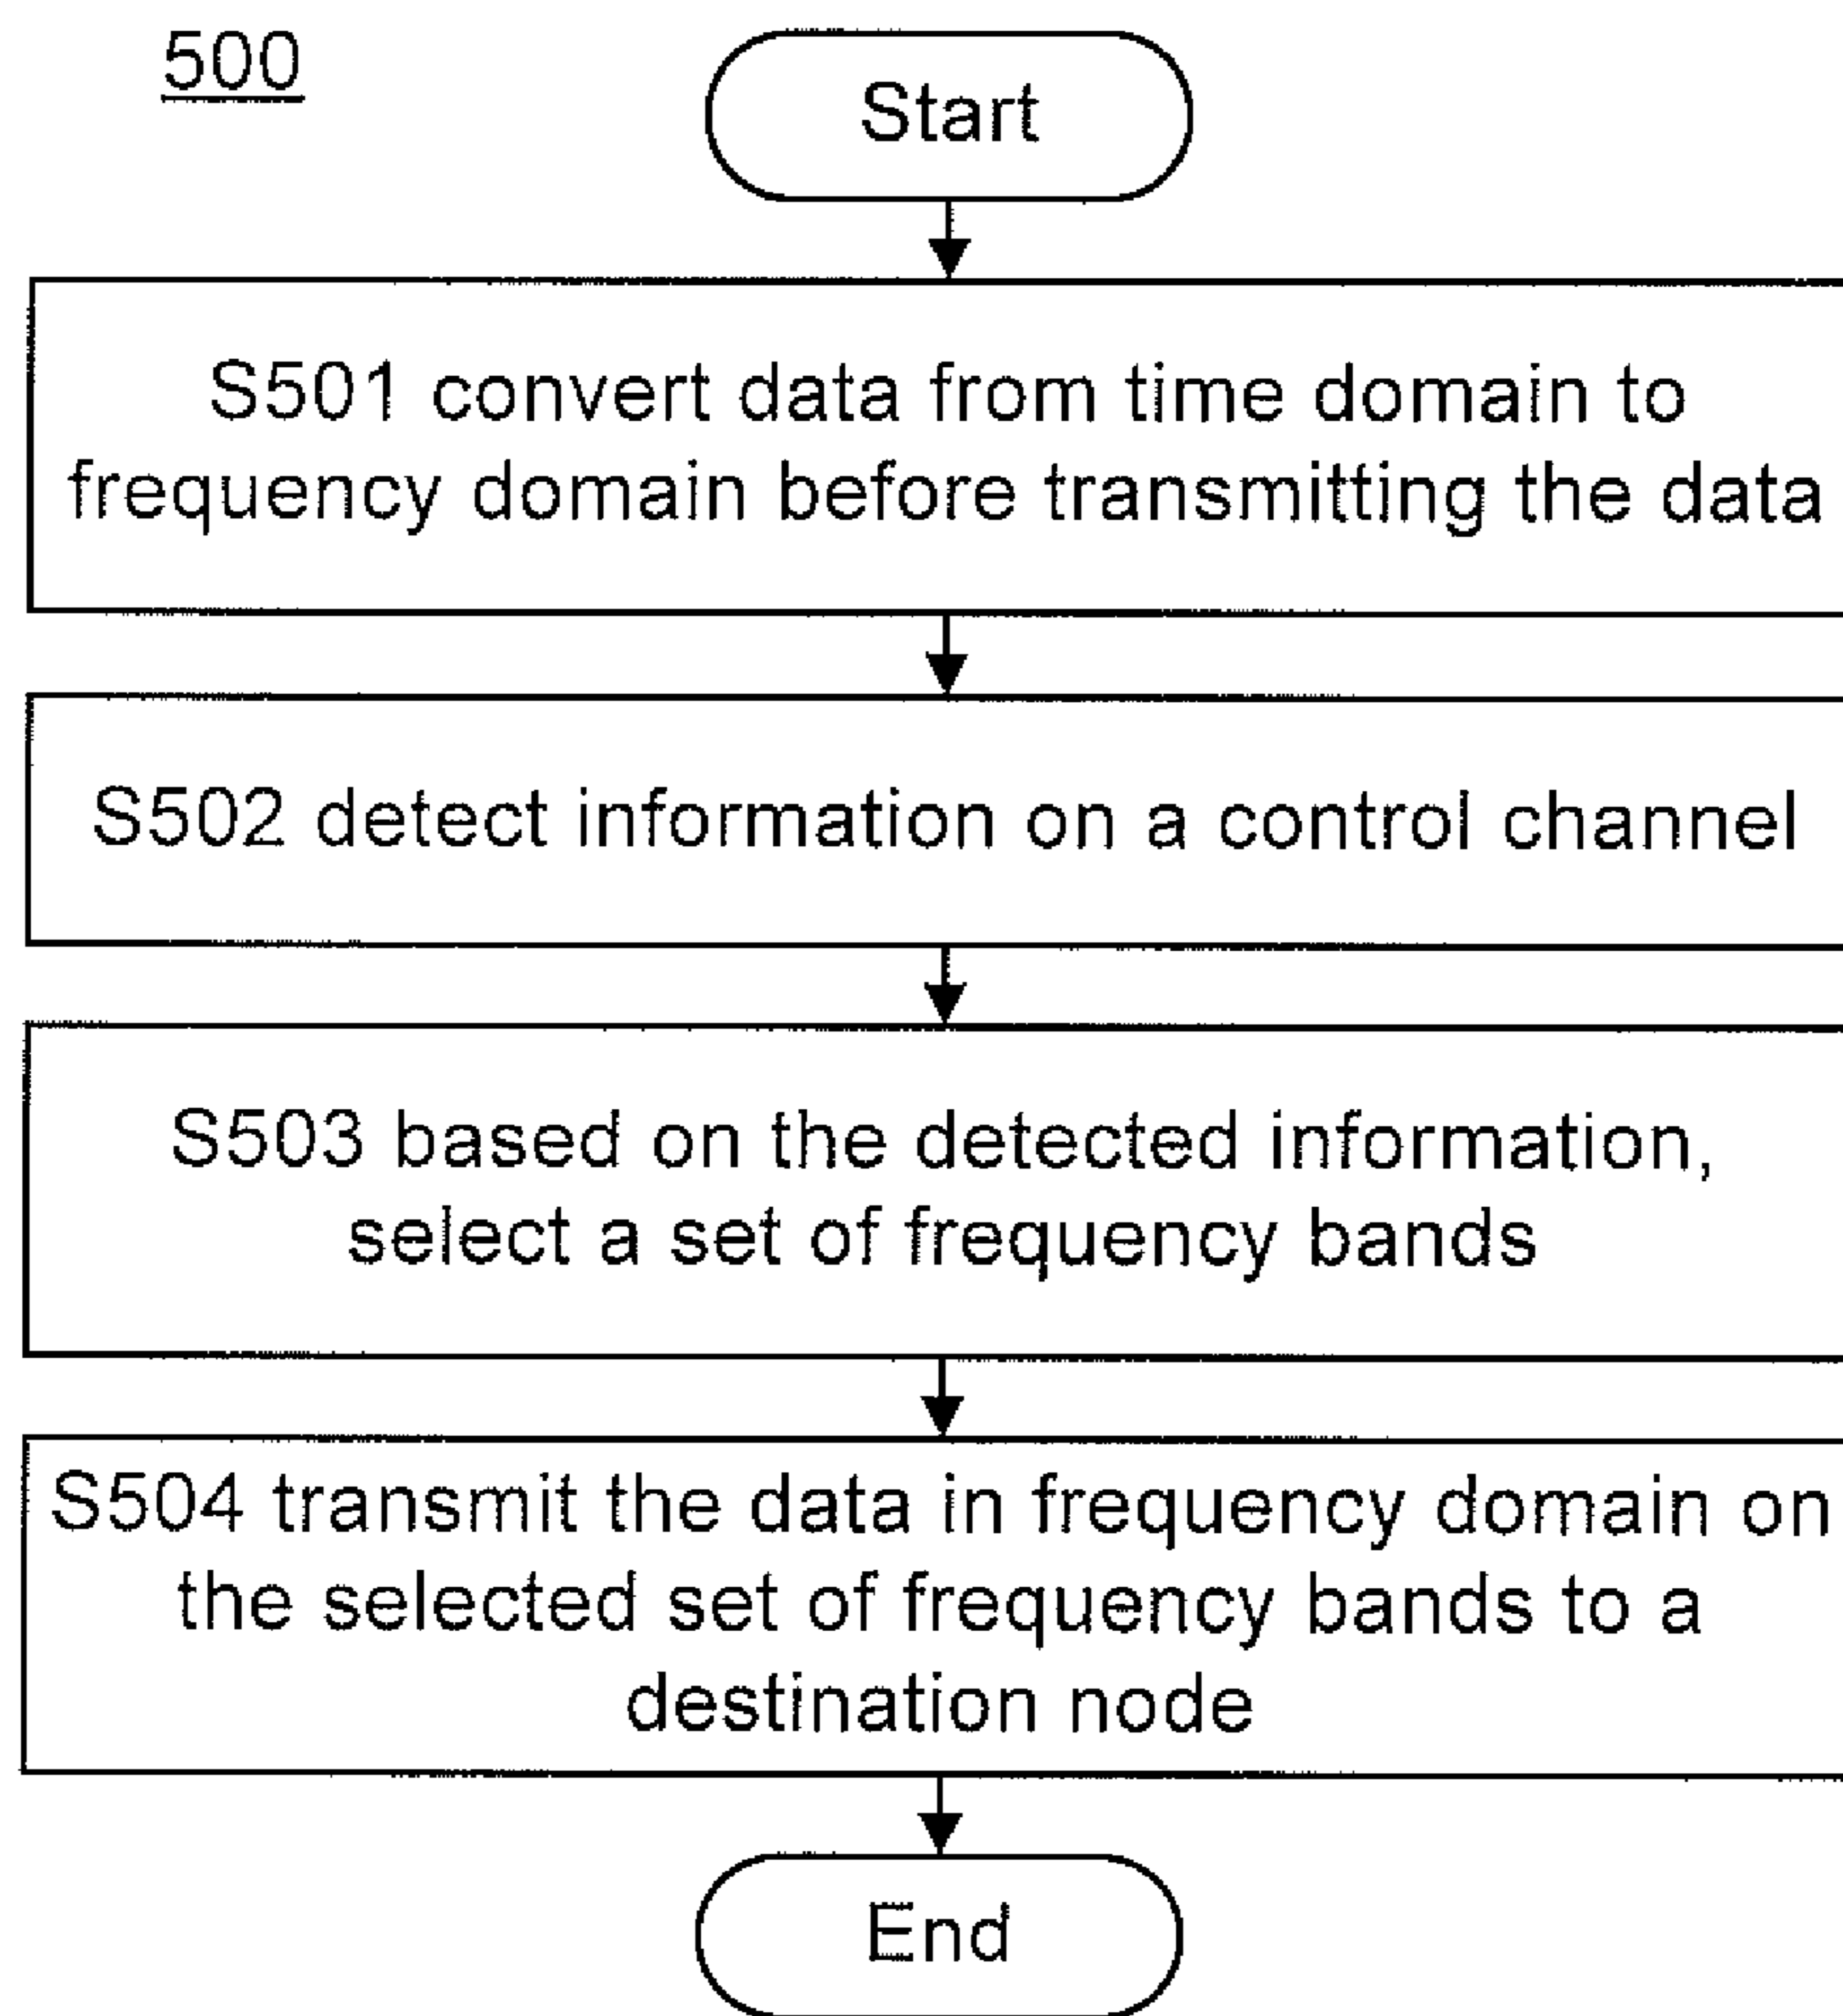 500
Start
S501 convert data from time domain to
frequency domain before transmitting the data
S502 detect information on a control channel
S503 based on the detected information,
select a set of frequency bands
S504 transmit the data in frequency domain on
the selected set of frequency bands to a
destination node
End